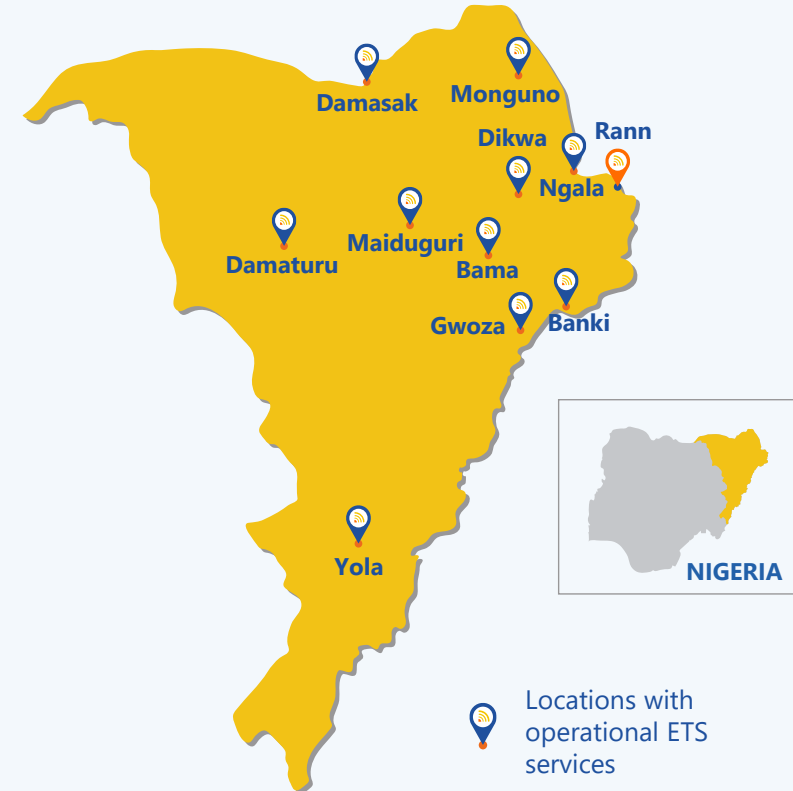 Damasak
Monguno
Dikwa
Rann
Ngala
Maiduguri
Damaturu
Bama
Gwoza
Banki
NIGERIA
Yola
Locations with
operational ETS
services